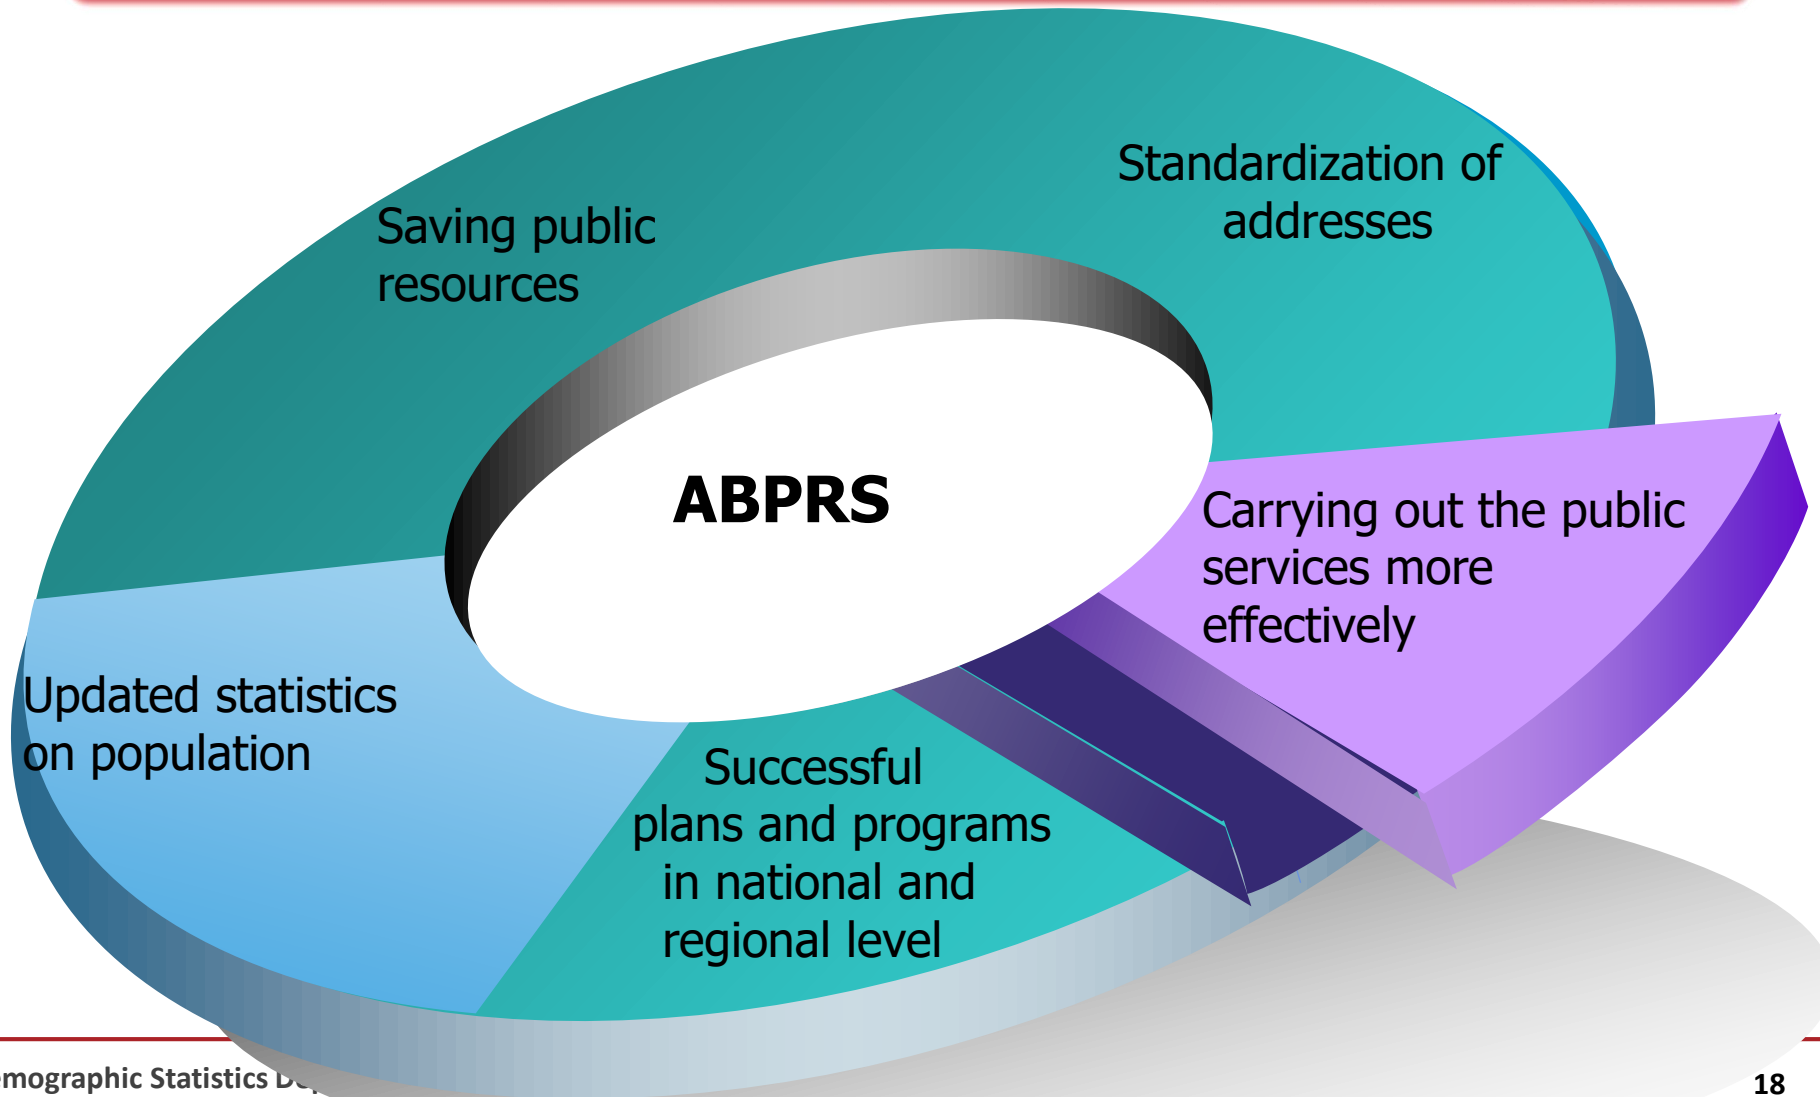 Standardization of
addresses
Saving public
resources
ABPRS
Carrying out the public
services more
effectively
Updated statistics
on population
Successful
plans and programs
in national and
regional level
Statistics
18